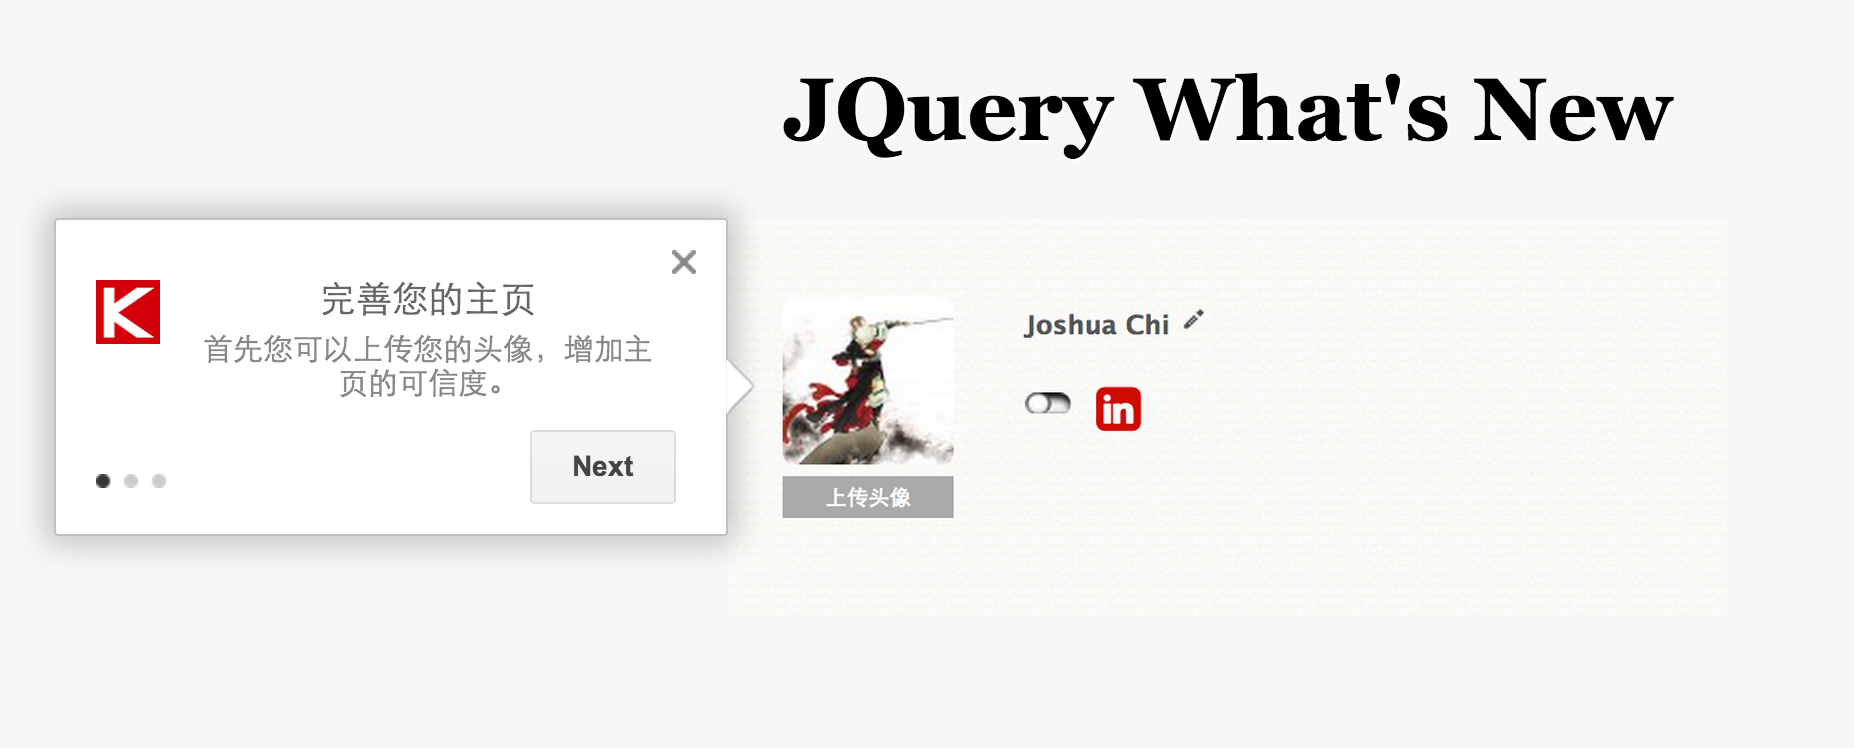 JQuery What's New
完善您的主页
首先您可以上传您的头像，增加主
页的可信度。
Next
Joshua Chi
in
上传头像